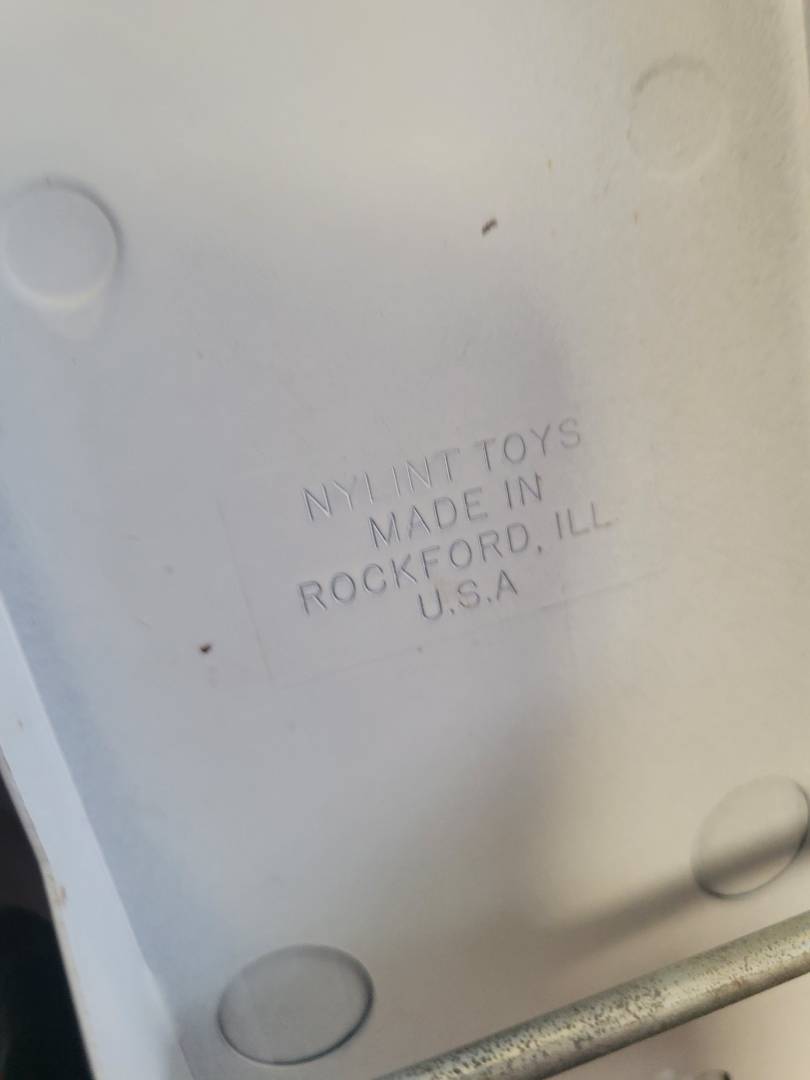 NYLINT TOYS
MADE IN
ROCKFORD, ILL
U.S.A